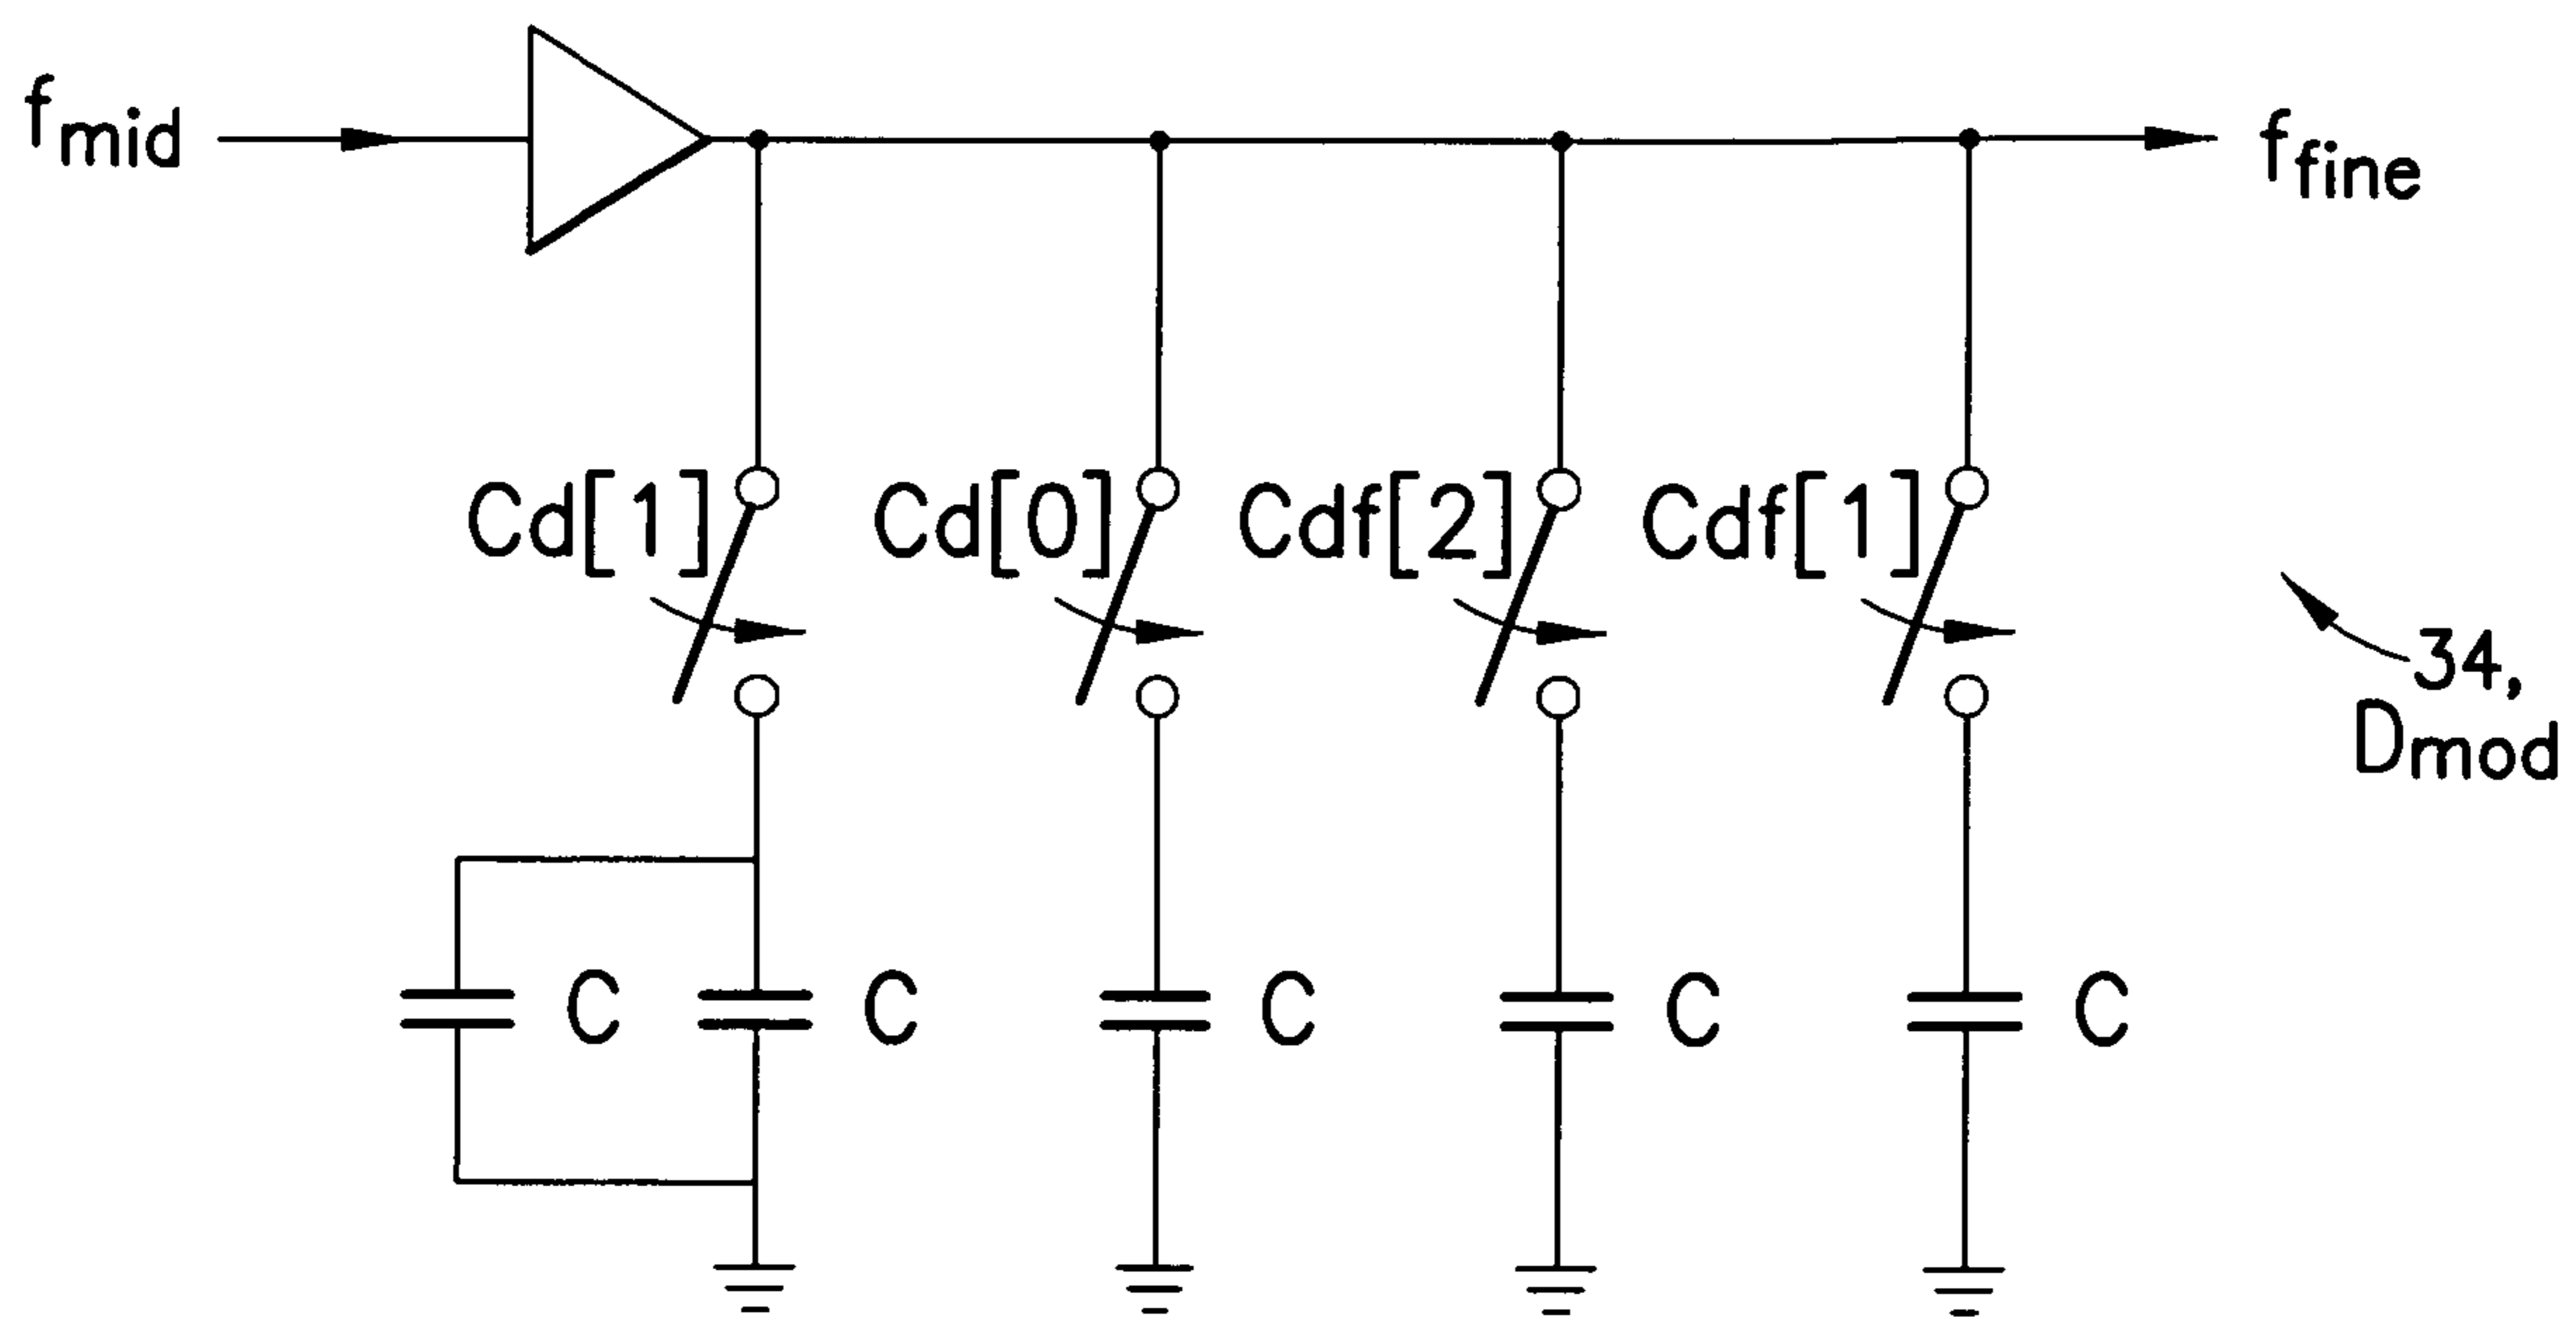 fmid
ffine
Cd[1] Cd[0] Cdf[2] Cdf[1]
34,
Dmod
C C C C C